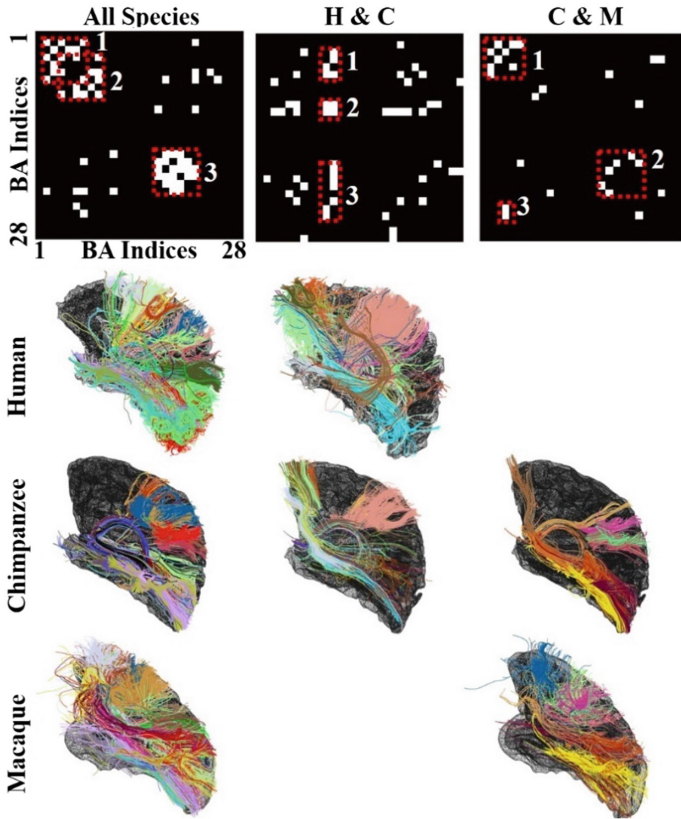 All Species H & C C & M
BA Indices
1
28
1 2 3
1 2 3
1 2 3
1 BA Indices 28
Human
Chimpanzee
Macaque